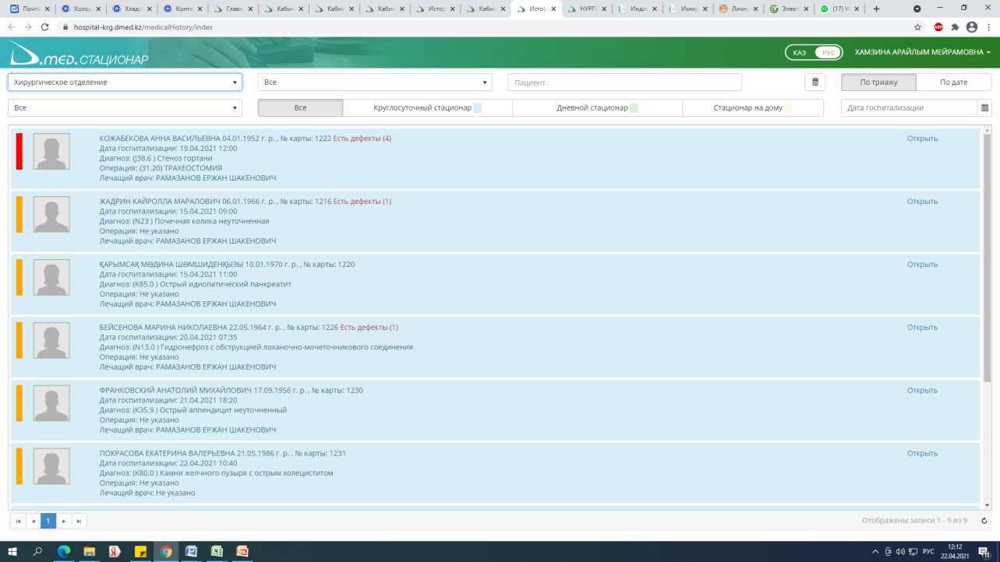 Почта
Холод
Хладо
Конта
Главн
Кабин
Кабин
Кабин
Истор
Кабин
Истор
НУРП
Индив
Имму
Лична
Электр
(17) W
hospital-krg.dmed.kz/medicalHistory/index
ABP
D.MED.СТАЦИОНАР
КАЗ РУС ХАМЗИНА АРАЙЛЫМ МЕЙРАМОВНА
Хирургическое отделение Все Пациент По триажу По дате
Все Все Круглосуточный стационар Дневной стационар Стационар на дому Дата госпитализации
КОЖАБЕКОВА АННА ВАСИЛЬЕВНА 04.01.1952 г. р. , № карты: 1222 Есть дефекты (4) Открыть
Дата госпитализации: 19.04.2021 12:00
Диагноз: (J38.6 ) Стеноз гортани
Операция: (31.20) ТРАХЕОСТОМИЯ
Лечащий врач: РАМАЗАНОВ ЕРЖАН ШАКЕНОВИЧ
ЖАДРИН КАЙРОЛЛА МАРАЛОВИЧ 06.01.1966 г. р. , № карты: 1216 Есть дефекты (1) Открыть
Дата госпитализации: 15.04.2021 09:00
Диагноз: (N23 ) Почечная колика неуточненная
Операция: Не указано
Лечащий врач: РАМАЗАНОВ ЕРЖАН ШАКЕНОВИЧ
ҚАРЫМСАҚ МӘДИНА ШӘМШИДЕНҚЫЗЫ 10.01.1970 г. р. , № карты: 1220 Открыть
Дата госпитализации: 15.04.2021 11:00
Диагноз: (K85.0 ) Острый идиопатический панкреатит
Операция: Не указано
Лечащий врач: РАМАЗАНОВ ЕРЖАН ШАКЕНОВИЧ
БЕЙСЕНОВА МАРИНА НИКОЛАЕВНА 22.05.1964 г. р. , № карты: 1226 Есть дефекты (1) Открыть
Дата госпитализации: 20.04.2021 07:35
Диагноз: (N13.0 ) Гидронефроз с обструкцией лоханочно-мочеточникового соединения
Операция: Не указано
Лечащий врач: РАМАЗАНОВ ЕРЖАН ШАКЕНОВИЧ
ФРАНКОВСКИЙ АНАТОЛИЙ МИХАЙЛОВИЧ 17.09.1956 г. р. , № карты: 1230 Открыть
Дата госпитализации: 21.04.2021 18:20
Диагноз: (K35.9 ) Острый аппендицит неуточненный
Операция: Не указано
Лечащий врач: РАМАЗАНОВ ЕРЖАН ШАКЕНОВИЧ
ПОКРАСОВА ЕКАТЕРИНА ВАЛЕРЬЕВНА 21.05.1986 г. р. , № карты: 1231 Открыть
Дата госпитализации: 22.04.2021 10:40
Диагноз: (K80.0 ) Камни желчного пузыря с острым холециститом
Операция: Не указано
Лечащий врач: Не указано
1 Отображены записи 1 - 9 из 9
РУС 12:12
22.04.2021